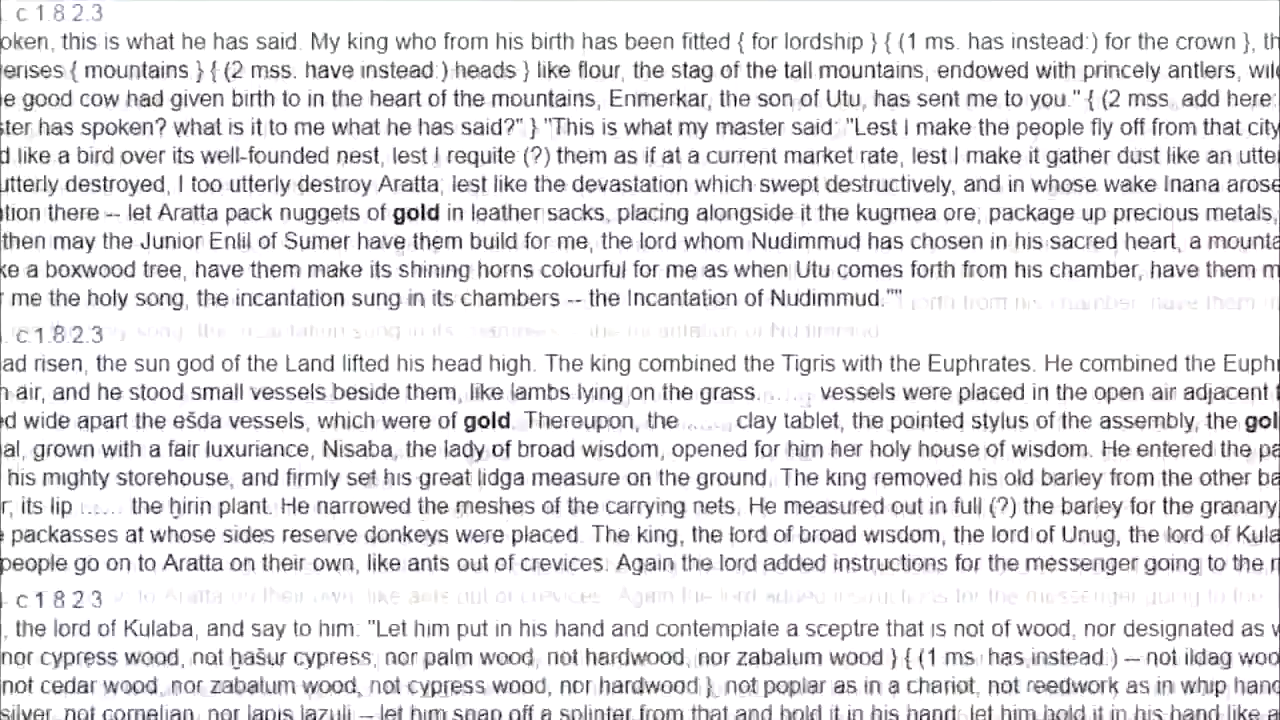 c 1.8.2.3
oken, this is what he has said. My king who from his birth has been fitted { for lordship } { (1 ms. has instead:) for the crown }, th
erises { mountains } { (2 mss. have instead:) heads } like flour, the stag of the tall mountains, endowed with princely antlers, wil
e good cow had given birth to in the heart of the mountains, Enmerkar, the son of Utu, has sent me to you." { (2 mss. add here:
ter has spoken? what is it to me what he has said?" } "This is what my master said: "Lest I make the people fly off from that city
d like a bird over its well-founded nest, lest I requite (?) them as if at a current market rate, lest I make it gather dust like an utte
utterly destroyed, I too utterly destroy Aratta; lest like the devastation which swept destructively, and in whose wake Inana arose
tion there -- let Aratta pack nuggets of gold in leather sacks, placing alongside it the kugmea ore; package up precious metals,
then may the Junior Enlil of Sumer have them build for me, the lord whom Nudimmud has chosen in his sacred heart, a mounta
ke a boxwood tree, have them make its shining horns colourful for me as when Utu comes forth from his chamber, have them m
me the holy song, the incantation sung in its chambers -- the Incantation of Nudimmud.""
c 1.8.2.3
ad risen, the sun god of the Land lifted his head high. The king combined the Tigris with the Euphrates. He combined the Euph
air, and he stood small vessels beside them, like lambs lying on the grass. ...... vessels were placed in the open air adjacent
d wide apart the ešda vessels, which were of gold. Thereupon, the ...... clay tablet, the pointed stylus of the assembly, the gol
al, grown with a fair luxuriance, Nisaba, the lady of broad wisdom, opened for him her holy house of wisdom. He entered the pa
his mighty storehouse, and firmly set his great lidga measure on the ground. The king removed his old barley from the other ba
r; its lip ...... the ḫirin plant. He narrowed the meshes of the carrying nets. He measured out in full (?) the barley for the granary
packasses at whose sides reserve donkeys were placed. The king, the lord of broad wisdom, the lord of Unug, the lord of Kula
people go on to Aratta on their own, like ants out of crevices. Again the lord added instructions for the messenger going to the
c 1 8 2 3
, the lord of Kulaba, and say to him: "Let him put in his hand and contemplate a sceptre that is not of wood, nor designated as w
nor cypress wood, not ḫašur cypress, nor palm wood, not hardwood, nor zabalum wood } { (1 ms. has instead:) -- not ildag woo
not cedar wood, nor zabalum wood, not cypress wood, nor hardwood }, not poplar as in a chariot, not reedwork as in whip hand
silver, not cornelian, nor lapis lazuli -- let him snap off a splinter from that and hold it in his hand; let him hold it in his hand like a